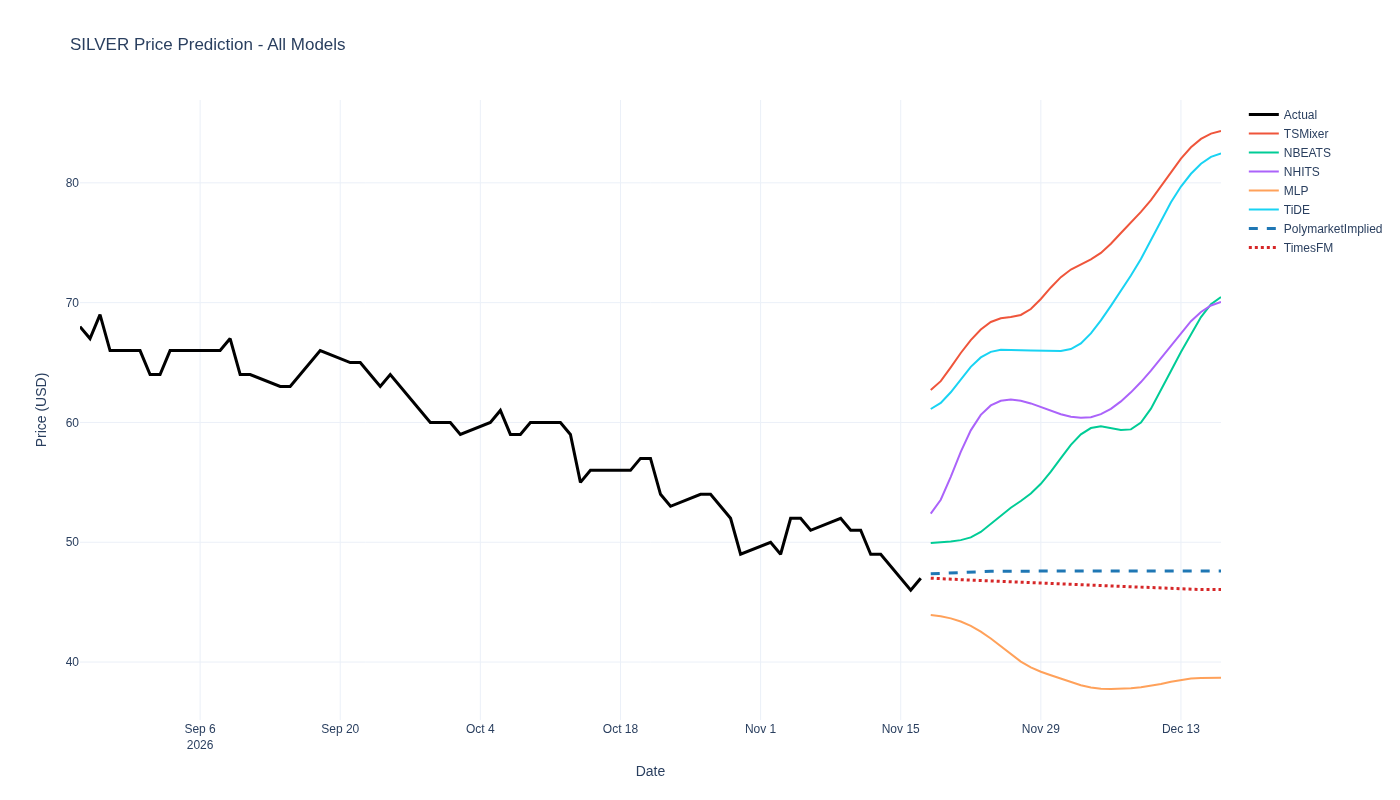 SILVER Price Prediction - All Models
Actual
TSMixer
NBEATS
NHITS
MLP
TiDE
PolymarketImplied
TimesFM
Price (USD)
80
70
60
50
40
Sep 6
2026
Sep 20
Oct 4
Oct 18
Nov 1
Nov 15
Nov 29
Dec 13
Date